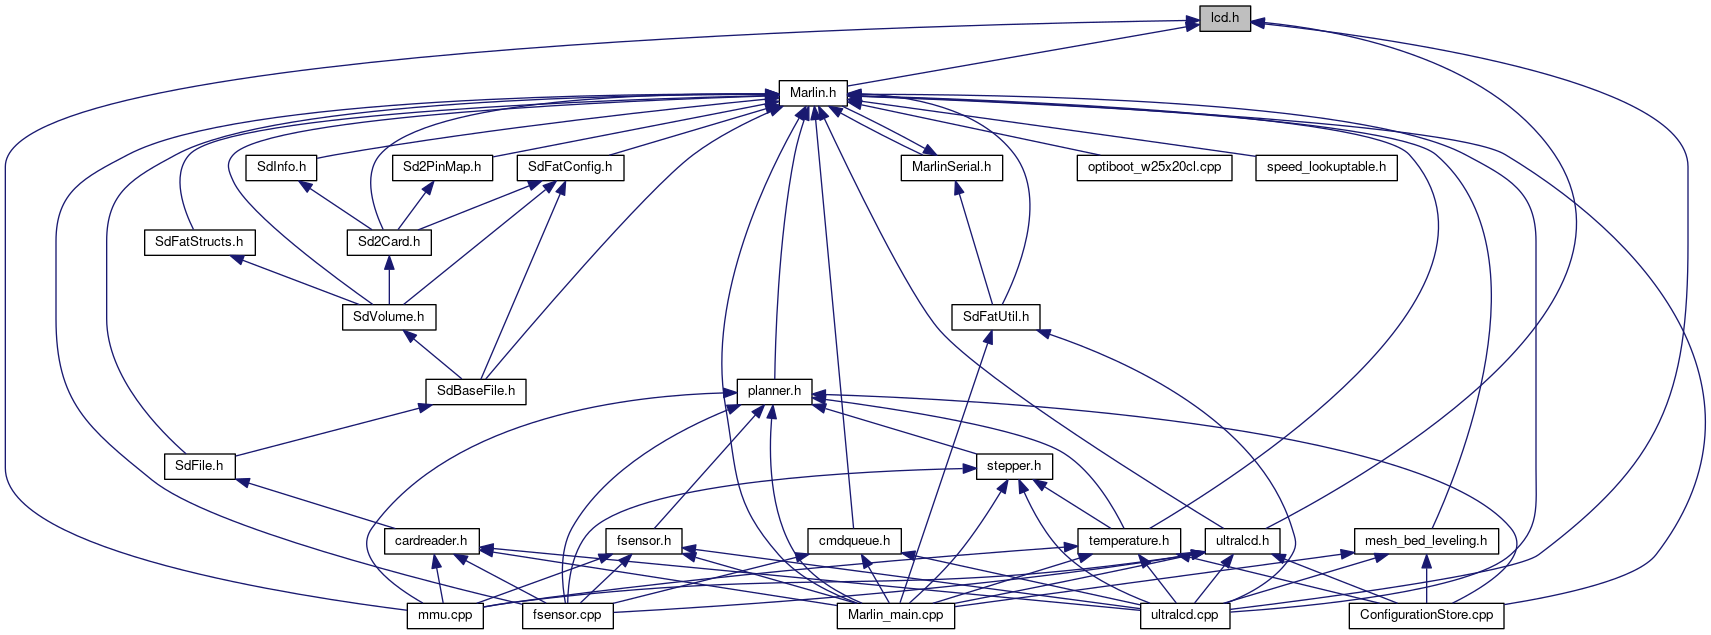 lcd.h
Marlin.h
SdInfo.h
Sd2PinMap.h
SdFatConfig.h
MarlinSerial.h
optiboot_w25x20cl.cpp
speed_lookuptable.h
SdFatStructs.h
Sd2Card.h
SdVolume.h
SdFatUtil.h
SdBaseFile.h
planner.h
SdFile.h
stepper.h
cardreader.h
fsensor.h
cmdqueue.h
temperature.h
ultralcd.h
mesh_bed_leveling.h
mmu.cpp
fsensor.cpp
Marlin_main.cpp
ultralcd.cpp
ConfigurationStore.cpp